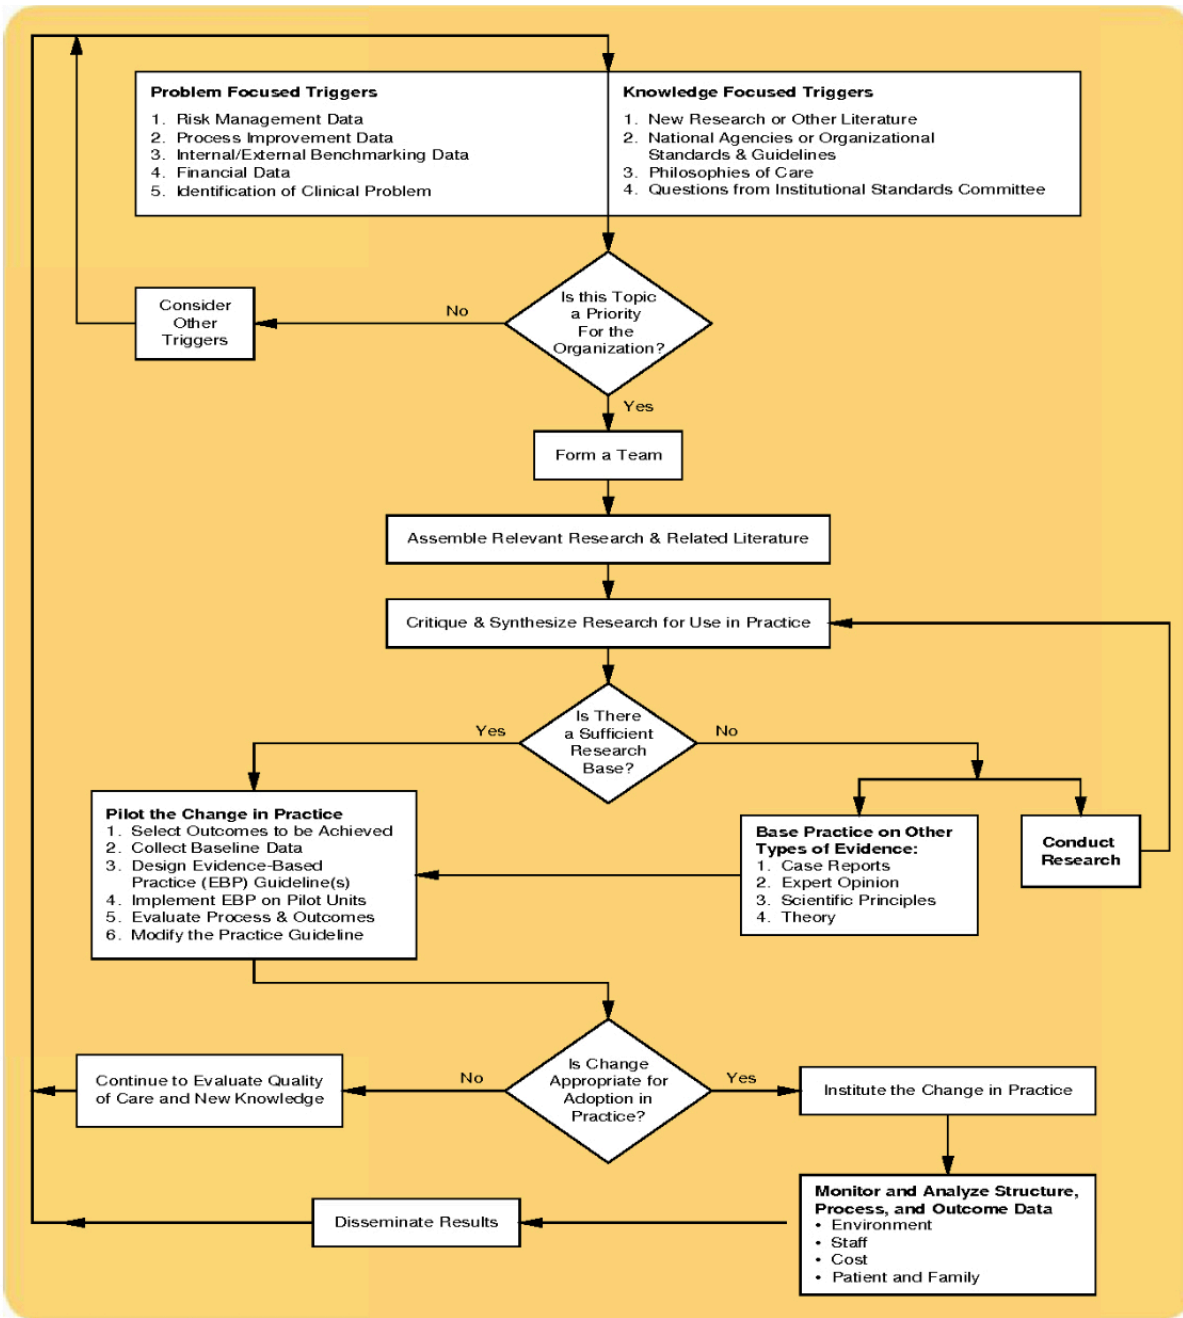 Problem Focused Triggers
1. Risk Management Data
2. Process Improvement Data
3. Internal/External Benchmarking Data
4. Financial Data
5. Identification of Clinical Problem
Knowledge Focused Triggers
1. New Research or Other Literature
2. National Agencies or Organizational
Standards & Guidelines
3. Philosophies of Care
4. Questions from Institutional Standards Committee
Is this Topic
a Priority
For the
Organization?
No
Consider
Other
Triggers
Yes
Form a Team
Assemble Relevant Research & Related Literature
Critique & Synthesize Research for Use in Practice
Is There
a Sufficient
Research
Base?
Yes
No
Pilot the Change in Practice
1. Select Outcomes to be Achieved
2. Collect Baseline Data
3. Design Evidence-Based
Practice (EBP) Guideline(s)
4. Implement EBP on Pilot Units
5. Evaluate Process & Outcomes
6. Modify the Practice Guideline
Base Practice on Other
Types of Evidence:
1. Case Reports
2. Expert Opinion
3. Scientific Principles
4. Theory
Conduct
Research
Is Change
Appropriate for
Adoption in
Practice?
No
Yes
Continue to Evaluate Quality
of Care and New Knowledge
Institute the Change in Practice
Monitor and Analyze Structure,
Process, and Outcome Data
• Environment
• Staff
• Cost
• Patient and Family
Disseminate Results